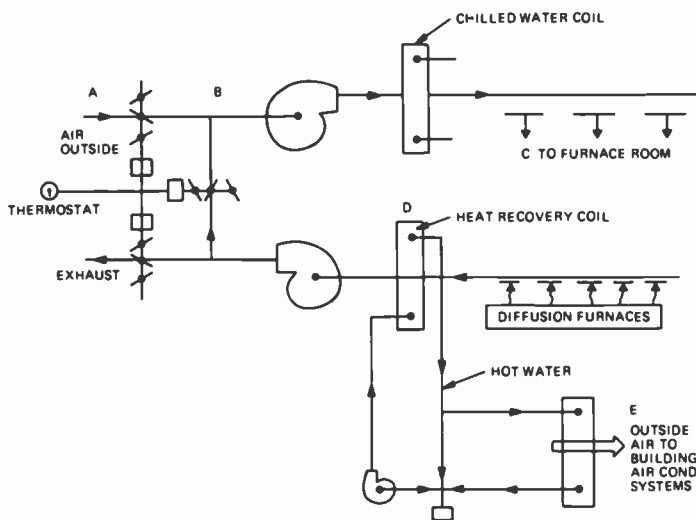 CHILLED WATER COIL
A
B
AIR
OUTSIDE
C TO FURNACE ROOM
THERMOSTAT
D
HEAT RECOVERY COIL
EXHAUST
DIFFUSION FURNACES
HOT WATER
E
OUTSIDE
AIR TO
BUILDING
AIR COND
SYSTEMS